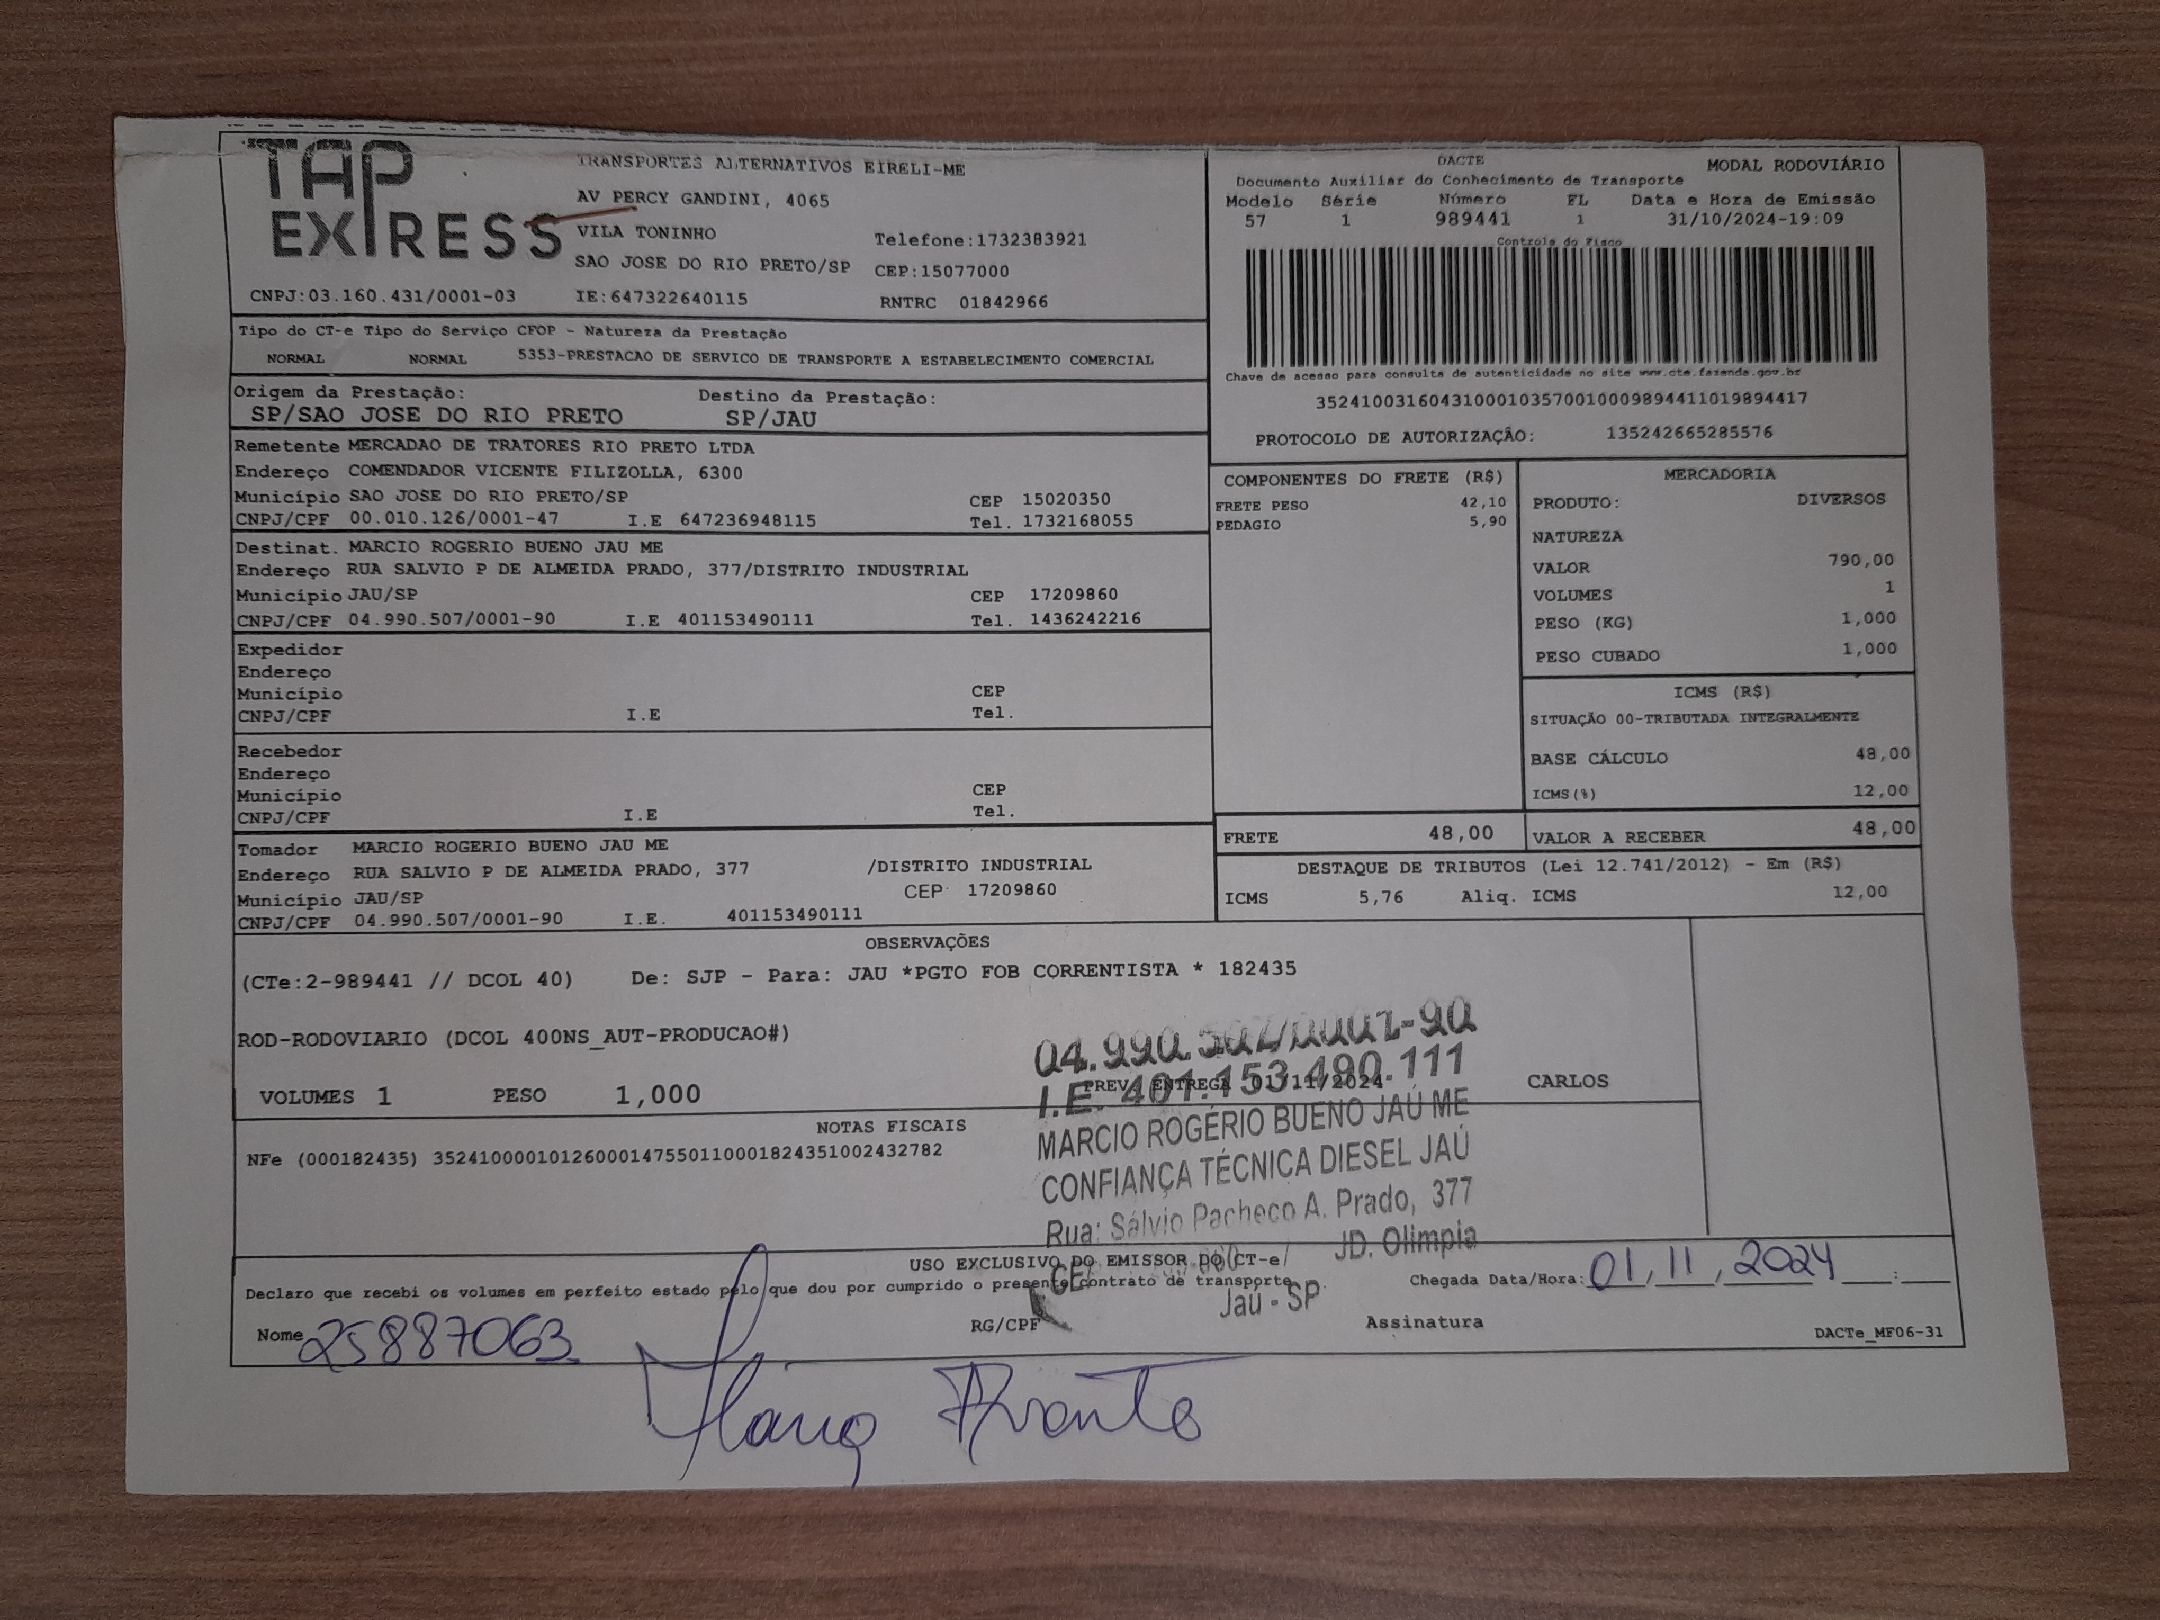 TAP EXPRESS
TRANSPORTES ALTERNATIVOS EIRELI-ME
AV PERCY GANDINI, 4065
VILA TONINHO Telefone:1732383921
SAO JOSE DO RIO PRETO/SP CEP:15077000
CNPJ:03.160.431/0001-03 IE:647322640115 RNTRC 01842966
DACTE MODAL RODOVIÁRIO
Documento Auxiliar do Conhecimento de Transporte
Modelo Série Número FL Data e Hora de Emissão
57 1 989441 1 31/10/2024-19:09
Controle do Fisco
Chave de acesso para consulta de autenticidade no site www.cte.fazenda.gov.br
35241003160431000103570010009894411019894417
PROTOCOLO DE AUTORIZAÇÂO: 135242665285576
Tipo do CT-e Tipo do Serviço CFOP - Natureza da Prestação
NORMAL NORMAL 5353-PRESTACAO DE SERVICO DE TRANSPORTE A ESTABELECIMENTO COMERCIAL
Origem da Prestação: Destino da Prestação:
SP/SAO JOSE DO RIO PRETO SP/JAU
Remetente MERCADAO DE TRATORES RIO PRETO LTDA
Endereço COMENDADOR VICENTE FILIZOLLA, 6300
Município SAO JOSE DO RIO PRETO/SP CEP 15020350
CNPJ/CPF 00.010.126/0001-47 I.E 647236948115 Tel. 1732168055
Destinat. MARCIO ROGERIO BUENO JAU ME
Endereço RUA SALVIO P DE ALMEIDA PRADO, 377/DISTRITO INDUSTRIAL
Município JAU/SP CEP 17209860
CNPJ/CPF 04.990.507/0001-90 I.E 401153490111 Tel. 1436242216
Expedidor
Endereço
Município CEP
CNPJ/CPF I.E Tel.
Recebedor
Endereço
Município CEP
CNPJ/CPF I.E Tel.
Tomador MARCIO ROGERIO BUENO JAU ME
Endereço RUA SALVIO P DE ALMEIDA PRADO, 377 /DISTRITO INDUSTRIAL
Município JAU/SP CEP 17209860
CNPJ/CPF 04.990.507/0001-90 I.E. 401153490111
COMPONENTES DO FRETE (R$)
FRETE PESO 42,10
PEDAGIO 5,90
MERCADORIA
PRODUTO: DIVERSOS
NATUREZA
VALOR 790,00
VOLUMES 1
PESO (KG) 1,000
PESO CUBADO 1,000
ICMS (R$)
SITUAÇÃO 00-TRIBUTADA INTEGRALMENTE
BASE CÁLCULO 48,00
ICMS(%) 12,00
FRETE 48,00 VALOR A RECEBER 48,00
DESTAQUE DE TRIBUTOS (Lei 12.741/2012) - Em (R$)
ICMS 5,76 Aliq. ICMS 12,00
OBSERVAÇÕES
(CTe:2-989441 // DCOL 40) De: SJP - Para: JAU *PGTO FOB CORRENTISTA * 182435
ROD-RODOVIARIO (DCOL 400NS_AUT-PRODUCAO#)
VOLUMES 1 PESO 1,000 PREV. ENTREGA 01/11/2024 CARLOS
04.990.507/0001-90
I.E. 401.153.490.111
MARCIO ROGÉRIO BUENO JAÚ ME
CONFIANÇA TÉCNICA DIESEL JAÚ
Rua: Sálvio Pacheco A. Prado, 377
JD. Olimpia
Jaú - SP
NOTAS FISCAIS
NFe (000182435) 35241000010126000147550110001824351002432782
USO EXCLUSIVO DO EMISSOR DO CT-e/
Declaro que recebi os volumes em perfeito estado pelo que dou por cumprido o presente contrato de transporte. Chegada Data/Hora: 01, 11, 2024 :
Nome 25887063 RG/CPF Assinatura DACTe_MF06-31